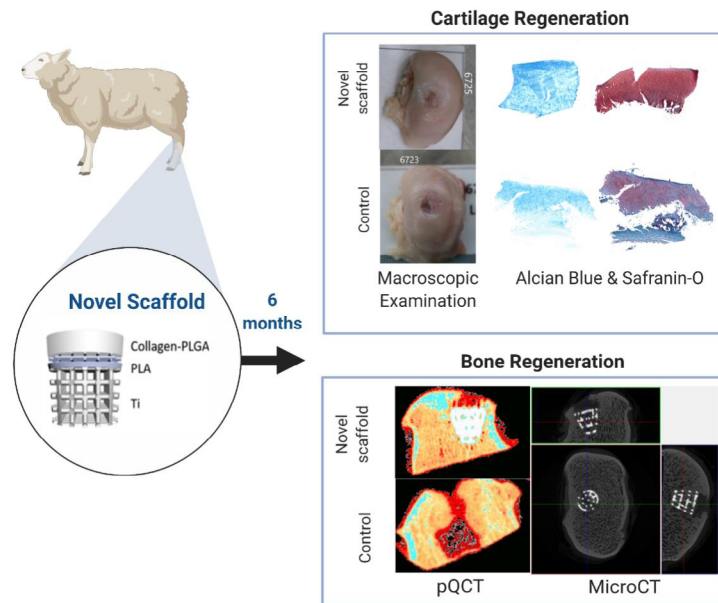 Cartilage Regeneration
Novel
scaffold
6725
Control
6723
Macroscopic
Examination
Alcian Blue & Safranin-O
Novel Scaffold
Collagen-PLGA
PLA
Ti
6
months
Bone Regeneration
Novel
scaffold
Control
pQCT
MicroCT